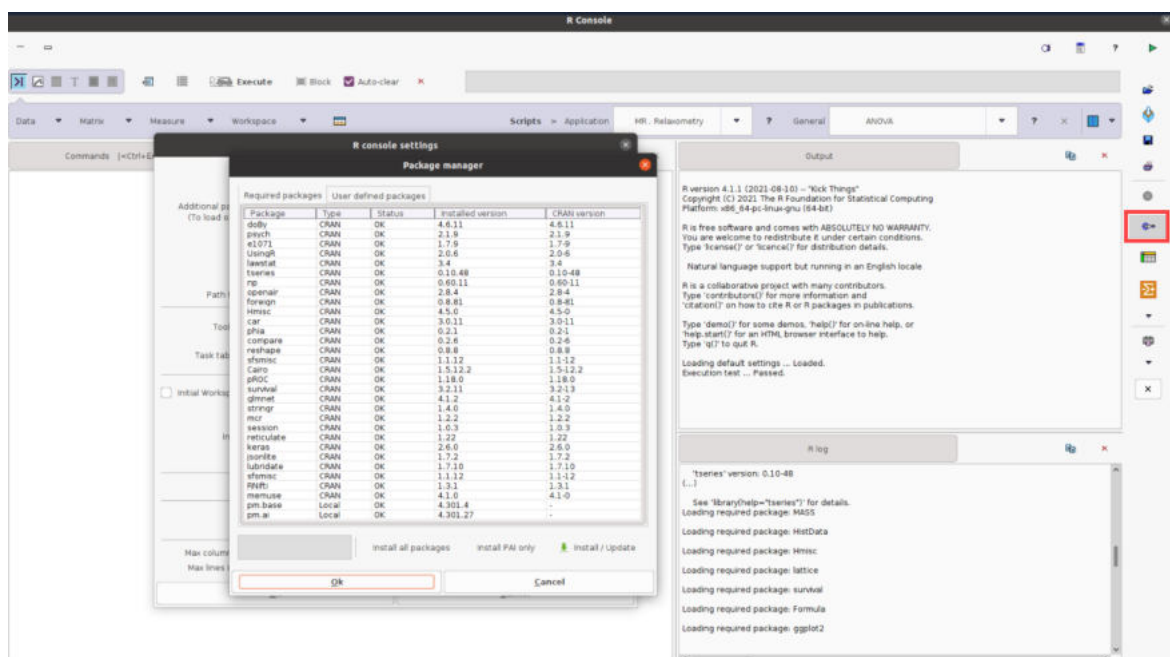 R Console
Execute Block Auto-clear
Data Matrix Measure Workspace Scripts Application MR. Relaxometry ? General ANOVA ?
Commands |<Ctrl+E
R console settings
Package manager
Additional p
(To load o
Path
Tool
Task tab
Initial Worksp
In
Max column
Max lines
Required packages User defined packages
Package Type Status Installed version CRAN version
doBy CRAN OK 4.6.11 4.6.11
psych CRAN OK 2.1.9 2.1.9
e1071 CRAN OK 1.7.9 1.7-9
UsingR CRAN OK 2.0.6 2.0-6
lawstat CRAN OK 3.4 3.4
tseries CRAN OK 0.10.48 0.10-48
np CRAN OK 0.60.11 0.60-11
openair CRAN OK 2.8.4 2.8-4
foreign CRAN OK 0.8.81 0.8-81
Hmisc CRAN OK 4.5.0 4.5-0
car CRAN OK 3.0.11 3.0-11
phia CRAN OK 0.2.1 0.2-1
compare CRAN OK 0.2.6 0.2-6
reshape CRAN OK 0.8.8 0.8.8
sfsmisc CRAN OK 1.1.12 1.1-12
Cairo CRAN OK 1.5.12.2 1.5-12.2
pROC CRAN OK 1.18.0 1.18.0
survival CRAN OK 3.2.11 3.2-13
glmnet CRAN OK 4.1.2 4.1-2
stringr CRAN OK 1.4.0 1.4.0
mcr CRAN OK 1.2.2 1.2.2
session CRAN OK 1.0.3 1.0.3
reticulate CRAN OK 1.22 1.22
keras CRAN OK 2.6.0 2.6.0
jsonlite CRAN OK 1.7.2 1.7.2
lubridate CRAN OK 1.7.10 1.7.10
sfsmisc CRAN OK 1.1.12 1.1-12
RNifti CRAN OK 1.3.1 1.3.1
memuse CRAN OK 4.1.0 4.1-0
pm.base Local OK 4.301.4 -
pm.ai Local OK 4.301.27 -
Install all packages Install PAI only Install / Update
Ok Cancel
Output
R version 4.1.1 (2021-08-10) -- "Kick Things"
Copyright (C) 2021 The R Foundation for Statistical Computing
Platform: x86_64-pc-linux-gnu (64-bit)
R is free software and comes with ABSOLUTELY NO WARRANTY.
You are welcome to redistribute it under certain conditions.
Type 'license()' or 'licence()' for distribution details.
Natural language support but running in an English locale
R is a collaborative project with many contributors.
Type 'contributors()' for more information and
'citation()' on how to cite R or R packages in publications.
Type 'demo()' for some demos, 'help()' for on-line help, or
'help.start()' for an HTML browser interface to help.
Type 'q()' to quit R.
Loading default settings ... Loaded.
Execution test ... Passed.
R log
'tseries' version: 0.10-48
(...)
See 'library(help="tseries")' for details.
Loading required package: MASS
Loading required package: HistData
Loading required package: Hmisc
Loading required package: lattice
Loading required package: survival
Loading required package: Formula
Loading required package: ggplot2